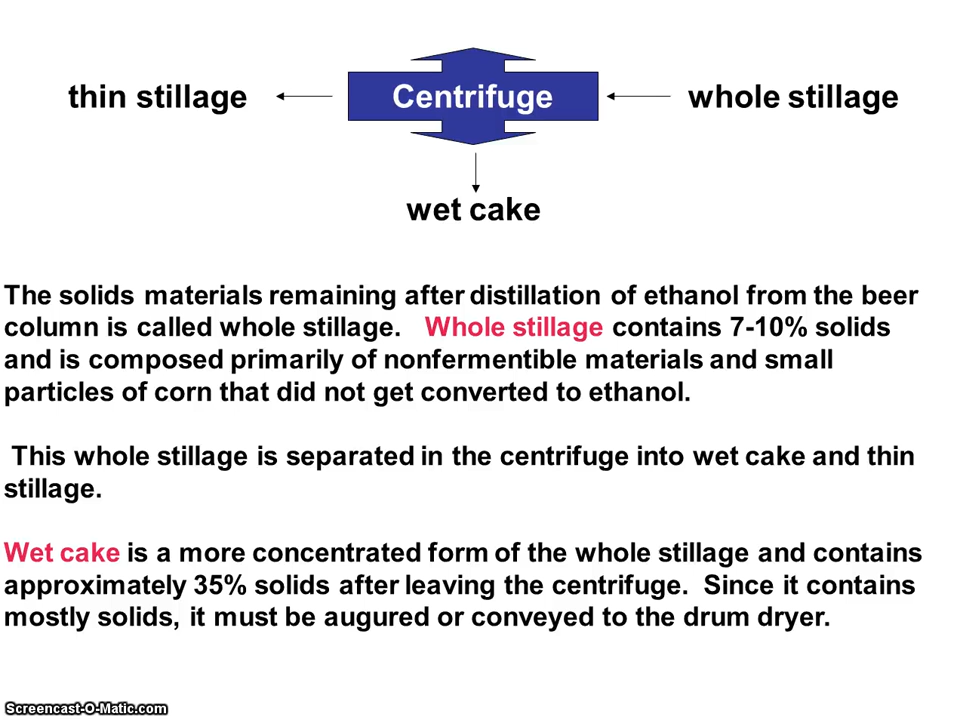 thin stillage
Centrifuge
whole stillage
wet cake
The solids materials remaining after distillation of ethanol from the beer
column is called whole stillage. Whole stillage contains 7-10% solids
and is composed primarily of nonfermentible materials and small
particles of corn that did not get converted to ethanol.
This whole stillage is separated in the centrifuge into wet cake and thin
stillage.
Wet cake is a more concentrated form of the whole stillage and contains
approximately 35% solids after leaving the centrifuge. Since it contains
mostly solids, it must be augured or conveyed to the drum dryer.
Screencast-O-Matic.com